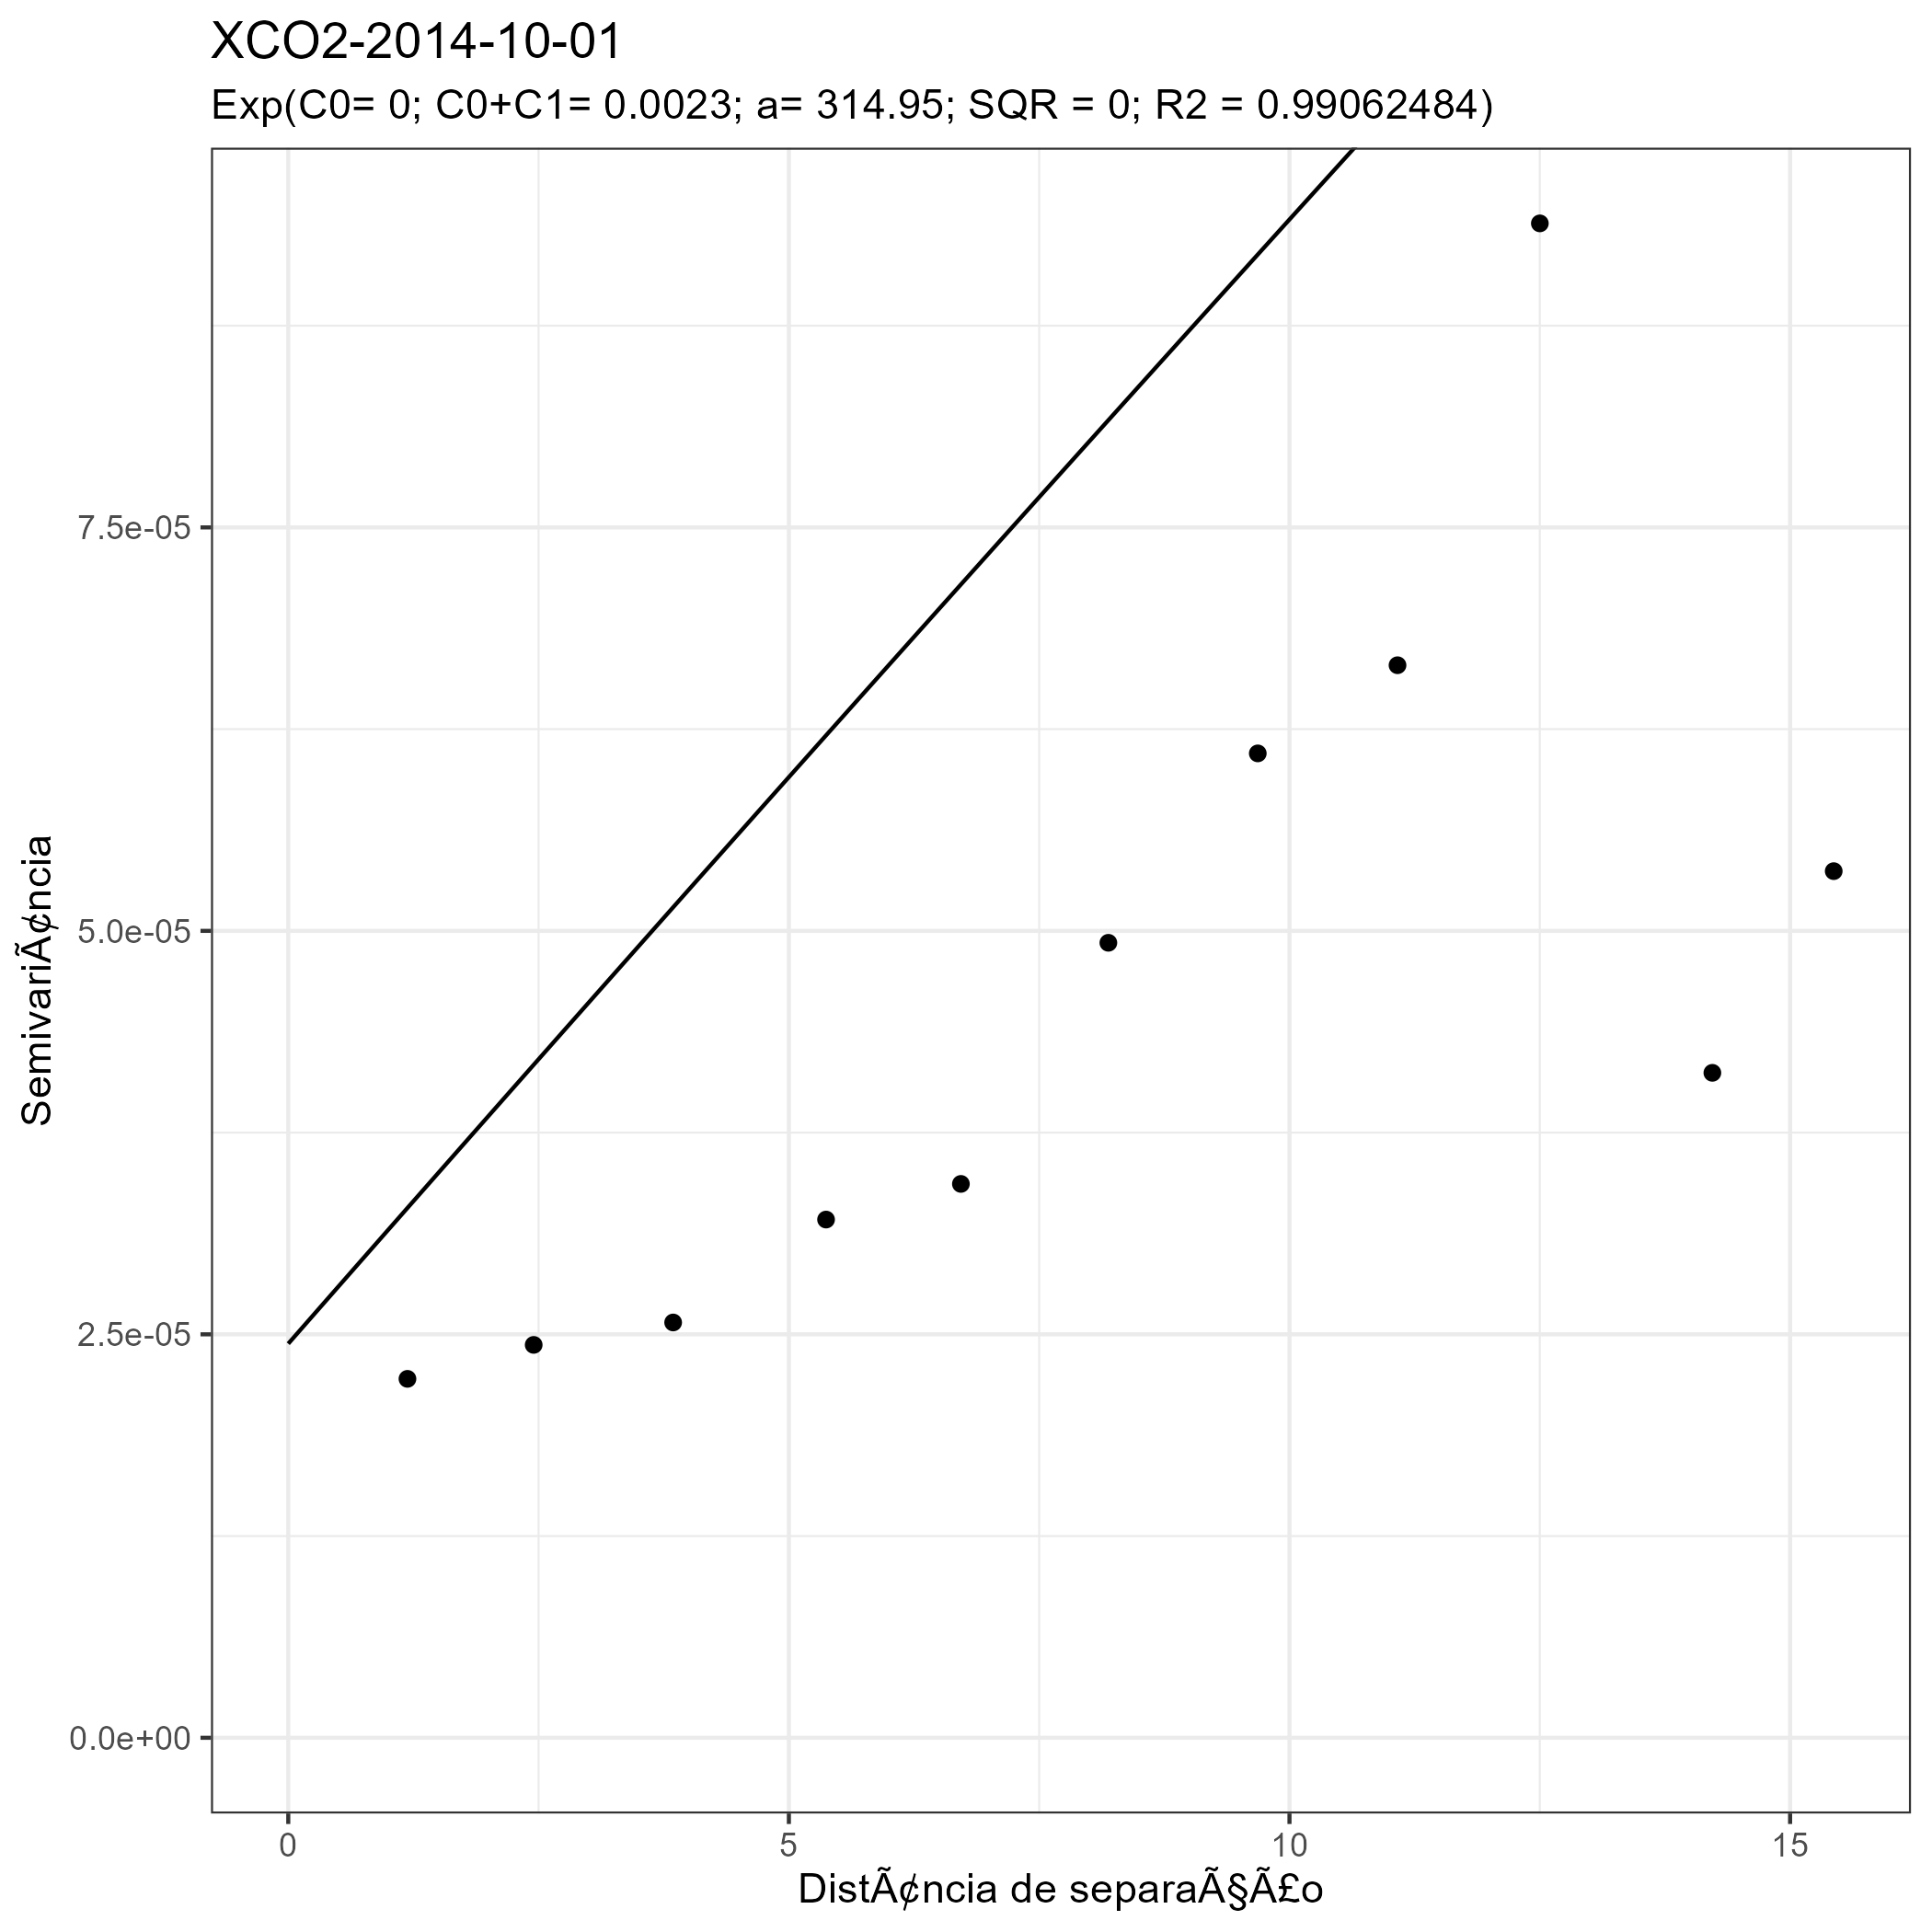 XCO2-2014-10-01
Exp(C0= 0; C0+C1= 0.0023; a= 314.95; SQR = 0; R2 = 0.99062484)
SemivariÃ¢ncia
7.5e-05
5.0e-05
2.5e-05
0.0e+00
0 5 10 15
DistÃ¢ncia de separaÃ§Ã£o